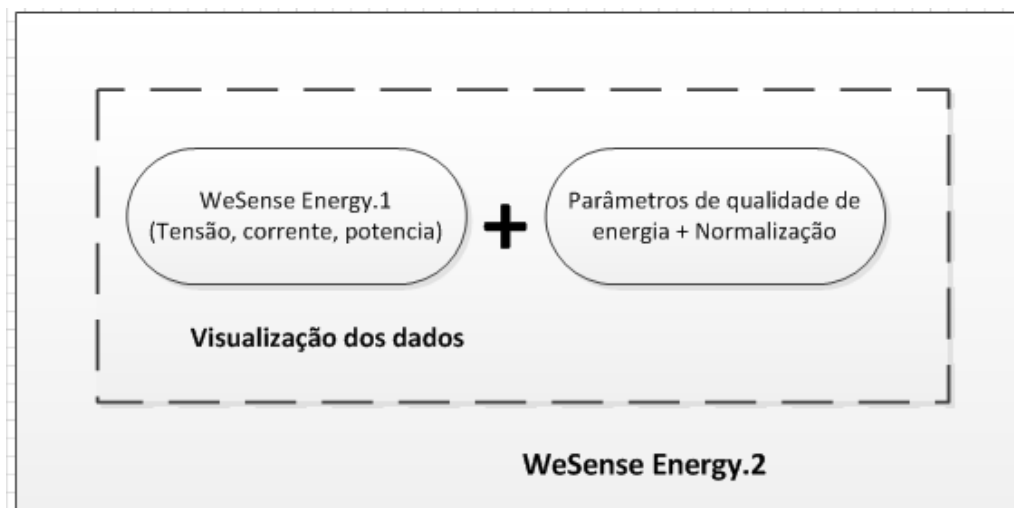 WeSense Energy.1
(Tensão, corrente, potencia)
+
Parâmetros de qualidade de
energia + Normalização
Visualização dos dados
WeSense Energy.2